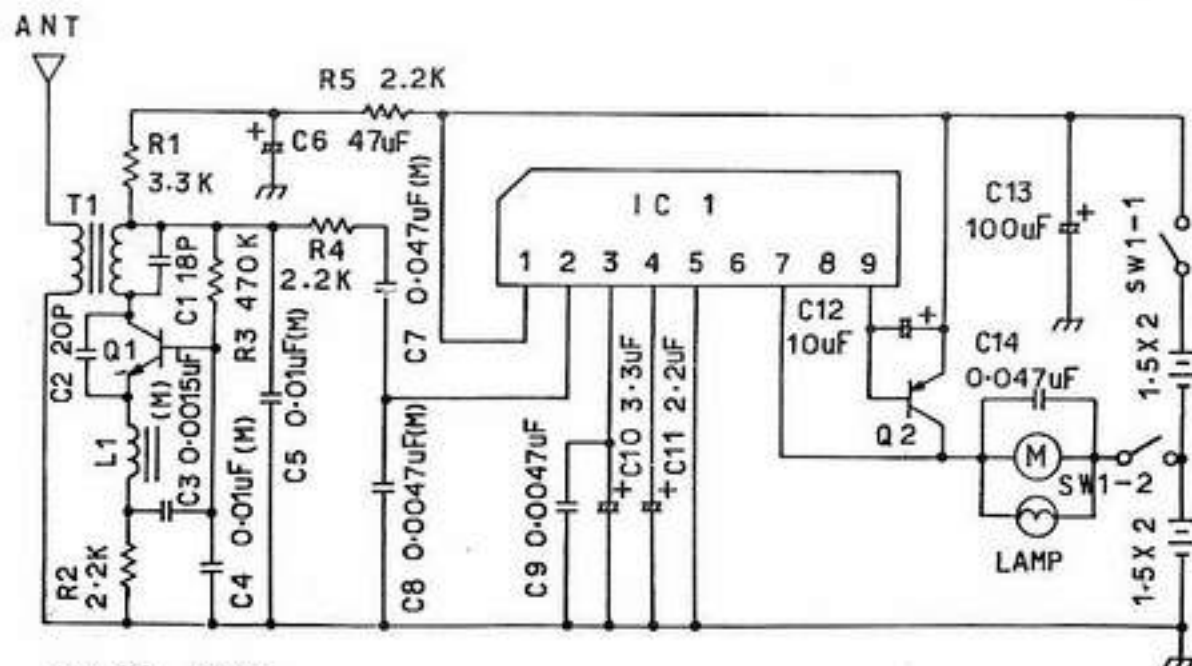 ANT
R5 2.2K
R1
3.3K
C6 47uF
T1
R4
2.2K
C7 0.047uF(M)
IC 1
1 2 3 4 5 6 7 8 9
C13
100uF
SW1-1
C12
10uF
C14
0.047uF
1.5X2
C1 18P
R3 470K
C2 20P
Q1
Q2
M
SW1-2
LAMP
1.5X2
L1
(M)
C3 0.0015uF
C4 0.01uF(M)
C5 0.01uF(M)
C8 0.0047uF(M)
C9 0.0047uF
C10 3.3uF
C11 2.2uF
R2
2.2K